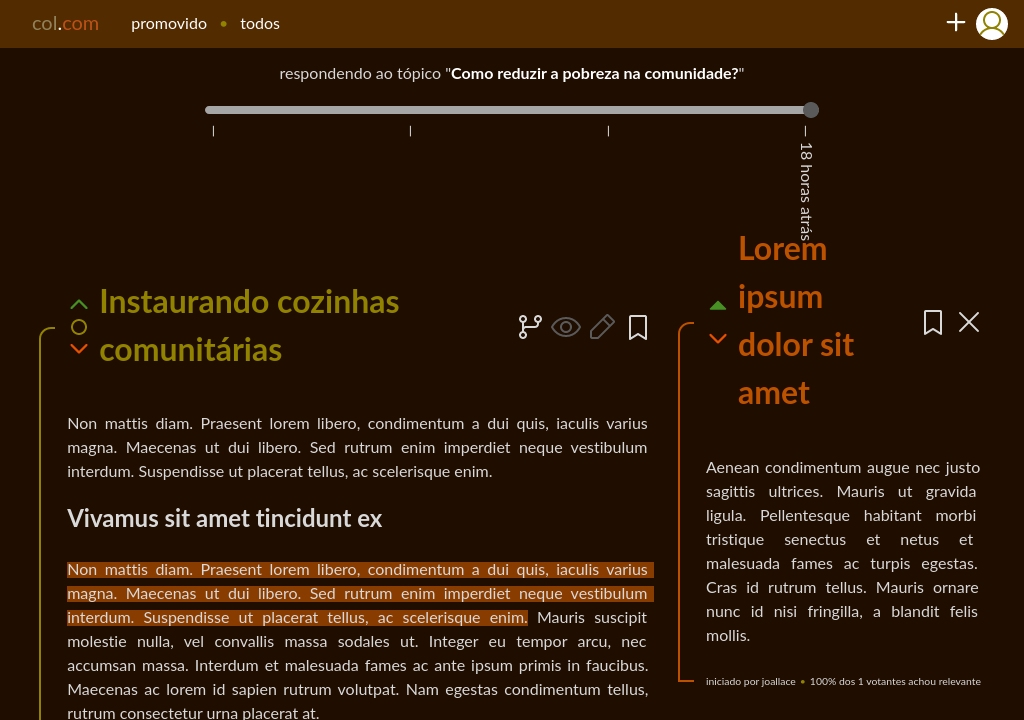 col.com
promovido • todos
respondendo ao tópico "Como reduzir a pobreza na comunidade?"
18 horas atrás
Instaurando cozinhas
comunitárias
Non mattis diam. Praesent lorem libero, condimentum a dui quis, iaculis varius
magna. Maecenas ut dui libero. Sed rutrum enim imperdiet neque vestibulum
interdum. Suspendisse ut placerat tellus, ac scelerisque enim.
Vivamus sit amet tincidunt ex
Non mattis diam. Praesent lorem libero, condimentum a dui quis, iaculis varius
magna. Maecenas ut dui libero. Sed rutrum enim imperdiet neque vestibulum
interdum. Suspendisse ut placerat tellus, ac scelerisque enim. Mauris suscipit
molestie nulla, vel convallis massa sodales ut. Integer eu tempor arcu, nec
accumsan massa. Interdum et malesuada fames ac ante ipsum primis in faucibus.
Maecenas ac lorem id sapien rutrum volutpat. Nam egestas condimentum tellus,
rutrum consectetur urna placerat at.
Lorem
ipsum
dolor sit
amet
Aenean condimentum augue nec justo
sagittis ultrices. Mauris ut gravida
ligula. Pellentesque habitant morbi
tristique senectus et netus et
malesuada fames ac turpis egestas.
Cras id rutrum tellus. Mauris ornare
nunc id nisi fringilla, a blandit felis
mollis.
iniciado por joallace • 100% dos 1 votantes achou relevante